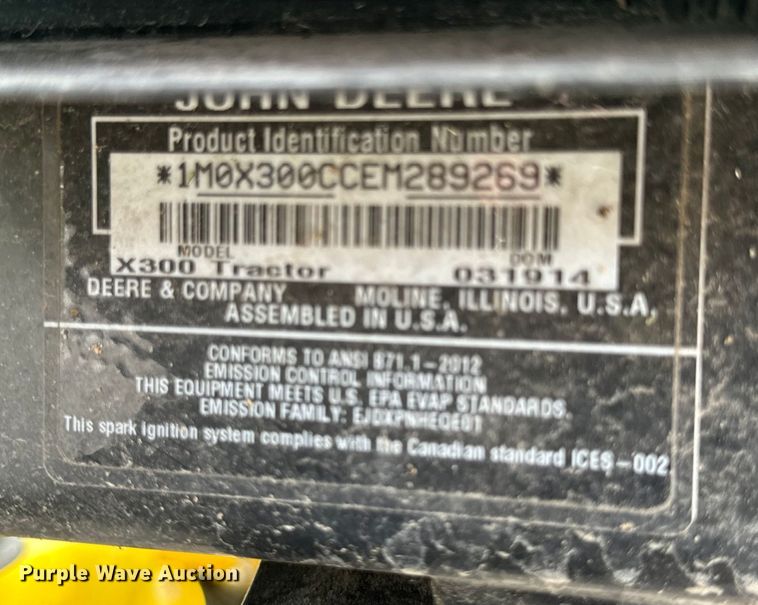 JOHN DEERE
Product Identification Number
*1M0X300CCEM289269*
MODEL DOM
X300 Tractor 031914
DEERE & COMPANY MOLINE, ILLINOIS, U.S.A.
ASSEMBLED IN U.S.A.
CONFORMS TO ANSI B71.1-2012
EMISSION CONTROL INFORMATION
THIS EQUIPMENT MEETS U.S. EPA EVAP STANDARDS.
EMISSION FAMILY:
This spark ignition system complies with the Canadian standard ICES-002
Purple Wave Auction